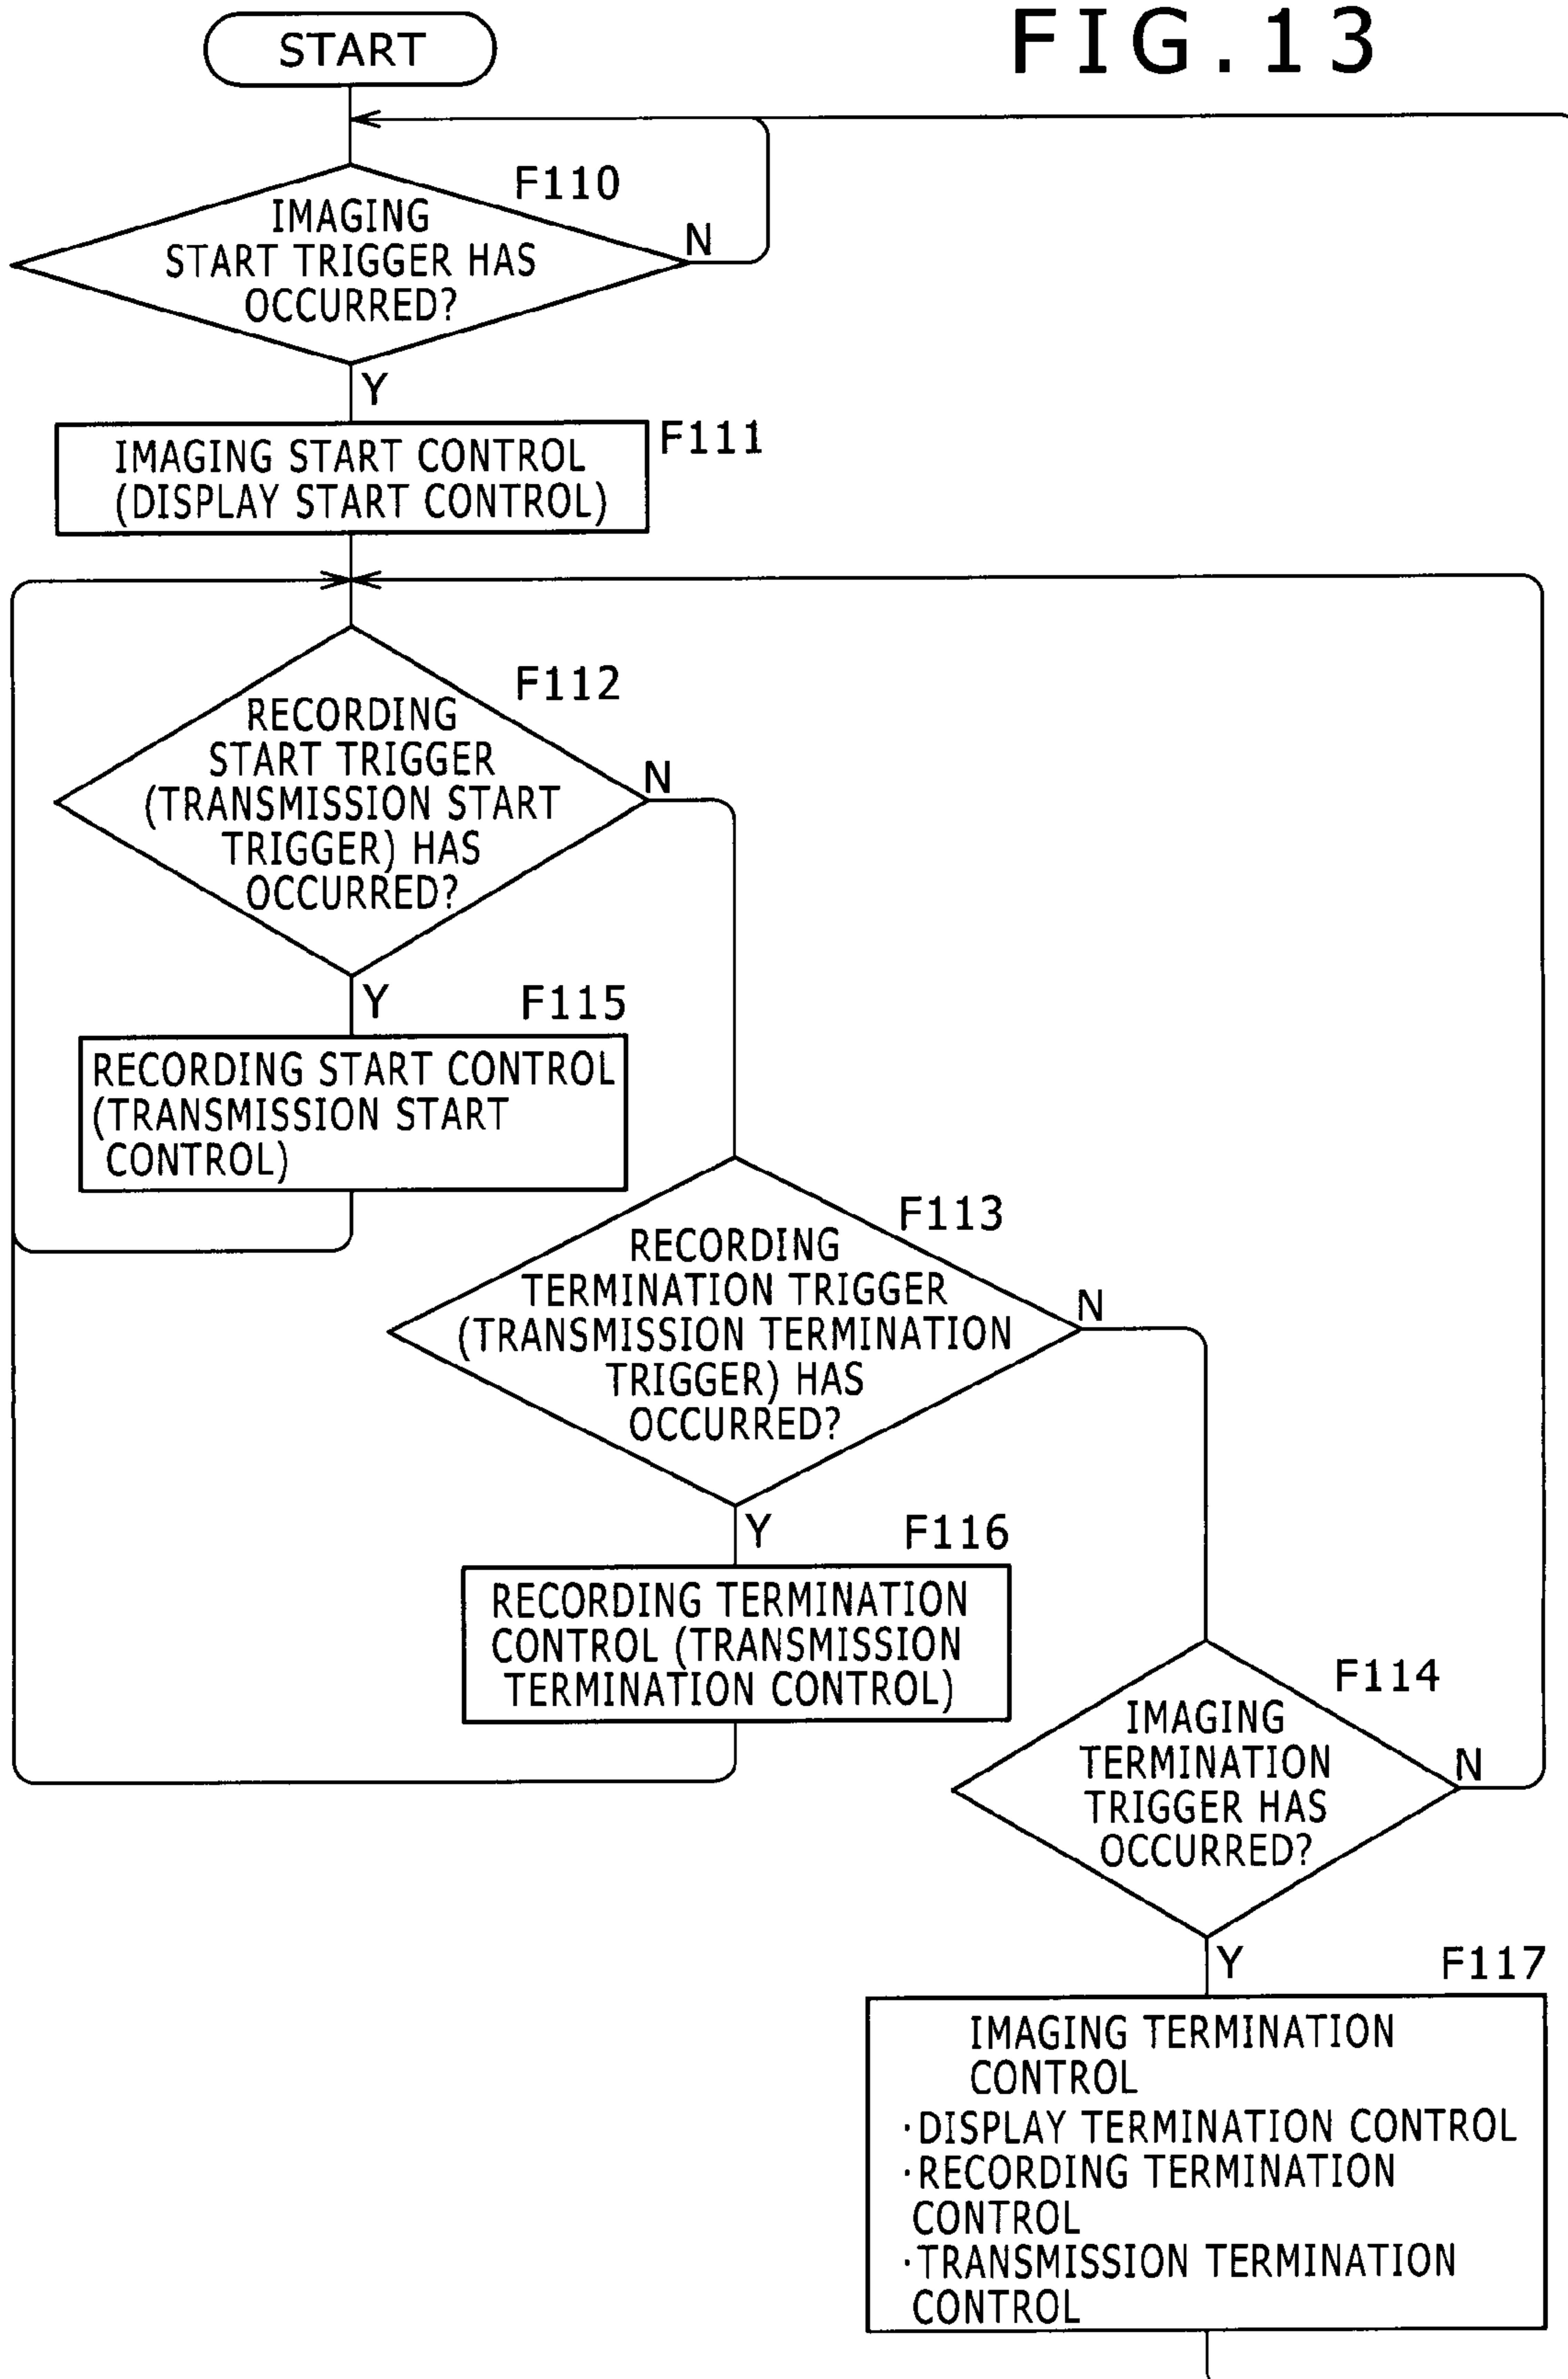 FIG.13
START
F110
IMAGING
START TRIGGER HAS
OCCURRED?
N
Y
F111
IMAGING START CONTROL
(DISPLAY START CONTROL)
F112
RECORDING
START TRIGGER
(TRANSMISSION START
TRIGGER) HAS
OCCURRED?
N
Y
F115
RECORDING START CONTROL
(TRANSMISSION START
CONTROL)
F113
RECORDING
TERMINATION TRIGGER
(TRANSMISSION TERMINATION
TRIGGER) HAS
OCCURRED?
N
Y
F116
RECORDING TERMINATION
CONTROL (TRANSMISSION
TERMINATION CONTROL)
F114
IMAGING
TERMINATION
TRIGGER HAS
OCCURRED?
N
Y
F117
IMAGING TERMINATION
CONTROL
·DISPLAY TERMINATION CONTROL
·RECORDING TERMINATION
CONTROL
·TRANSMISSION TERMINATION
CONTROL